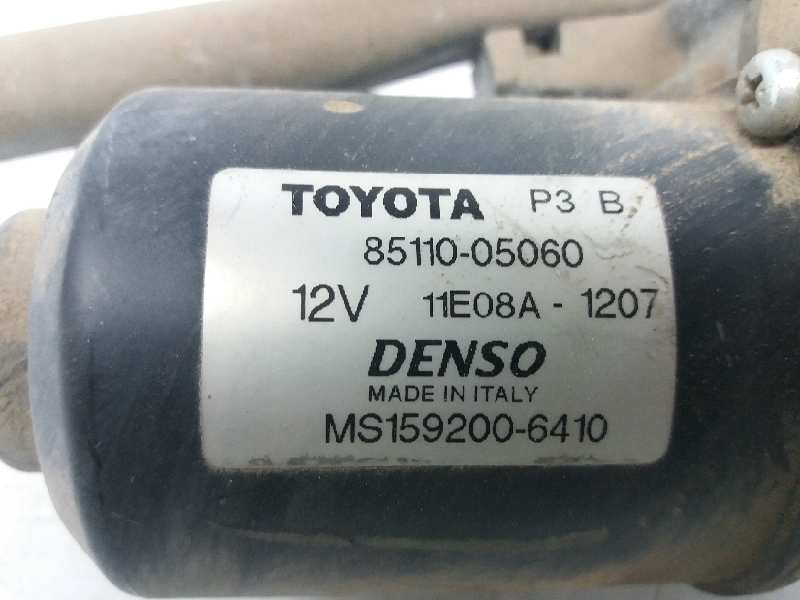 TOYOTA P3 B
85110-05060
12V 11E08A - 1207
DENSO
MADE IN ITALY
MS159200-6410